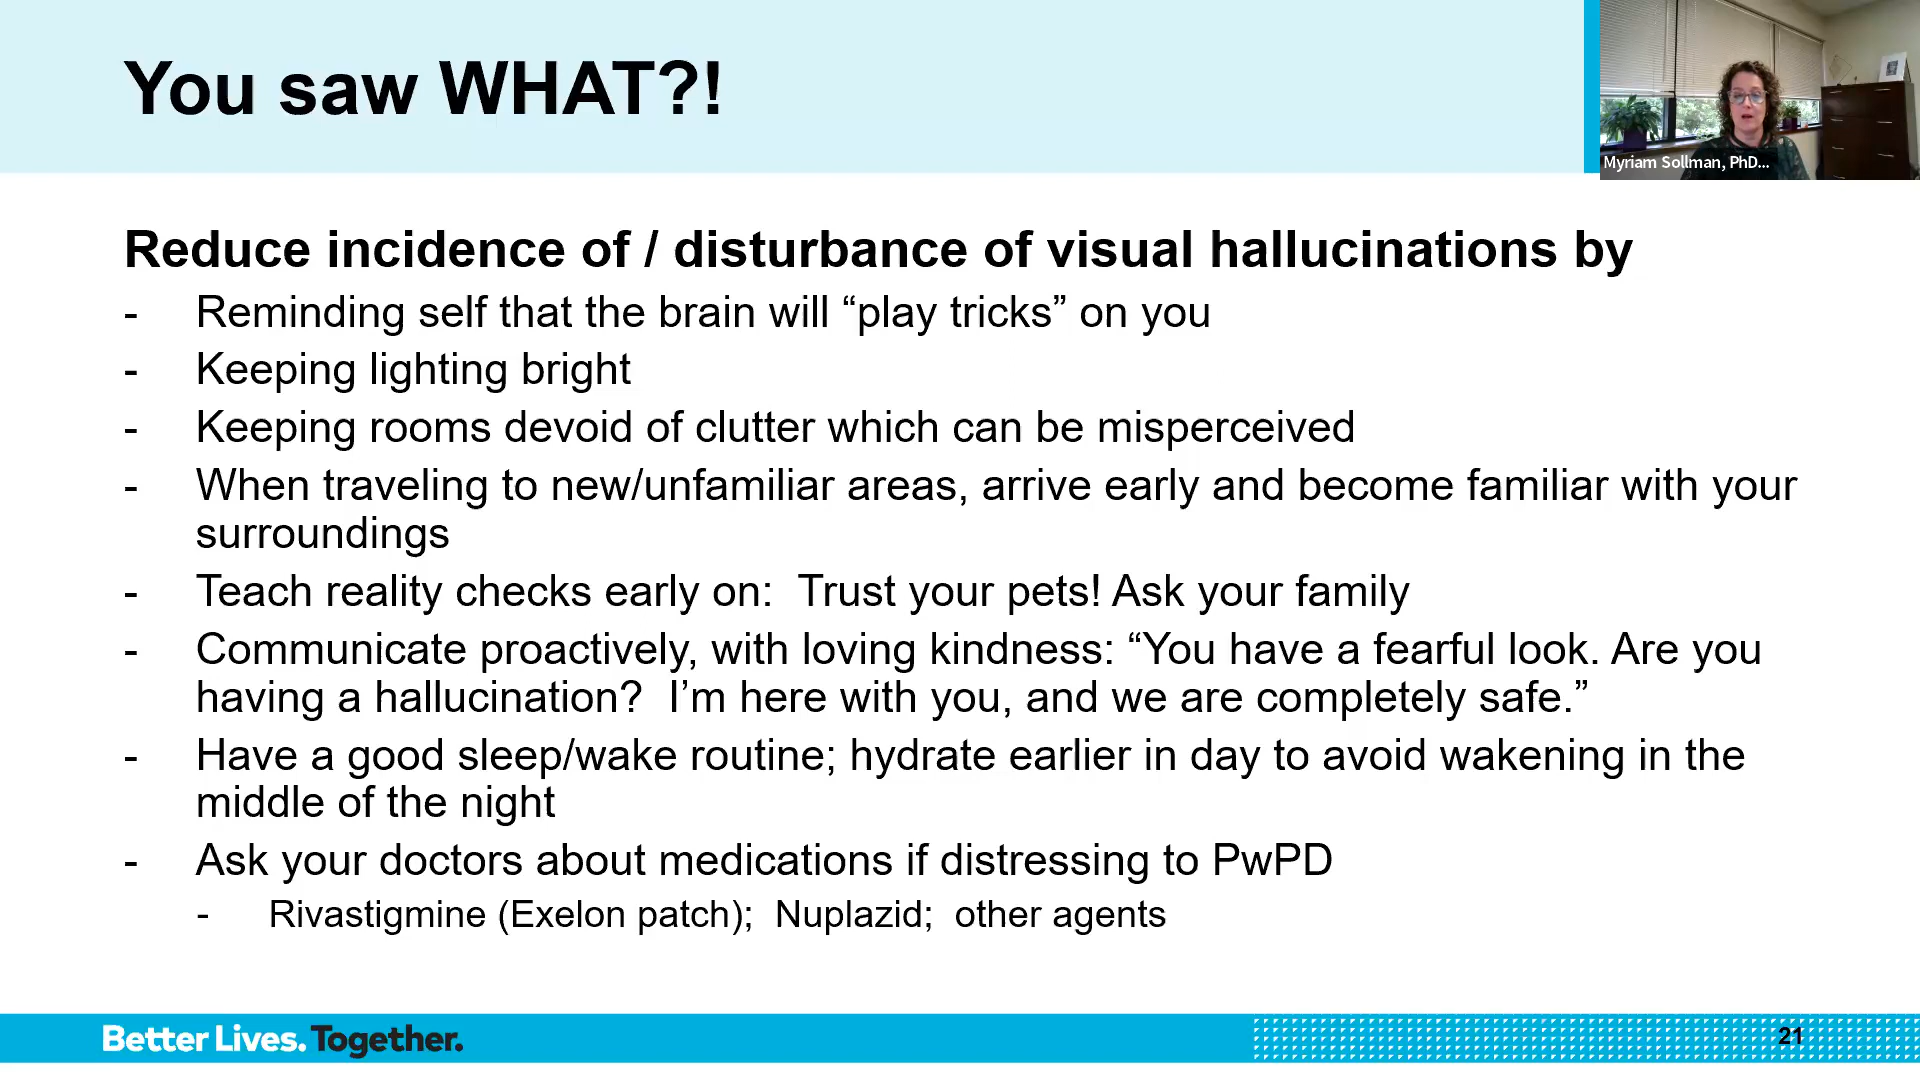 You saw WHAT?!
Myriam Sollman, PhD...
Reduce incidence of / disturbance of visual hallucinations by
- Reminding self that the brain will “play tricks” on you
- Keeping lighting bright
- Keeping rooms devoid of clutter which can be misperceived
- When traveling to new/unfamiliar areas, arrive early and become familiar with your
surroundings
- Teach reality checks early on:  Trust your pets! Ask your family
- Communicate proactively, with loving kindness: “You have a fearful look. Are you
having a hallucination?  I’m here with you, and we are completely safe.”
- Have a good sleep/wake routine; hydrate earlier in day to avoid wakening in the
middle of the night
- Ask your doctors about medications if distressing to PwPD
- Rivastigmine (Exelon patch);  Nuplazid;  other agents
Better Lives. Together.
21